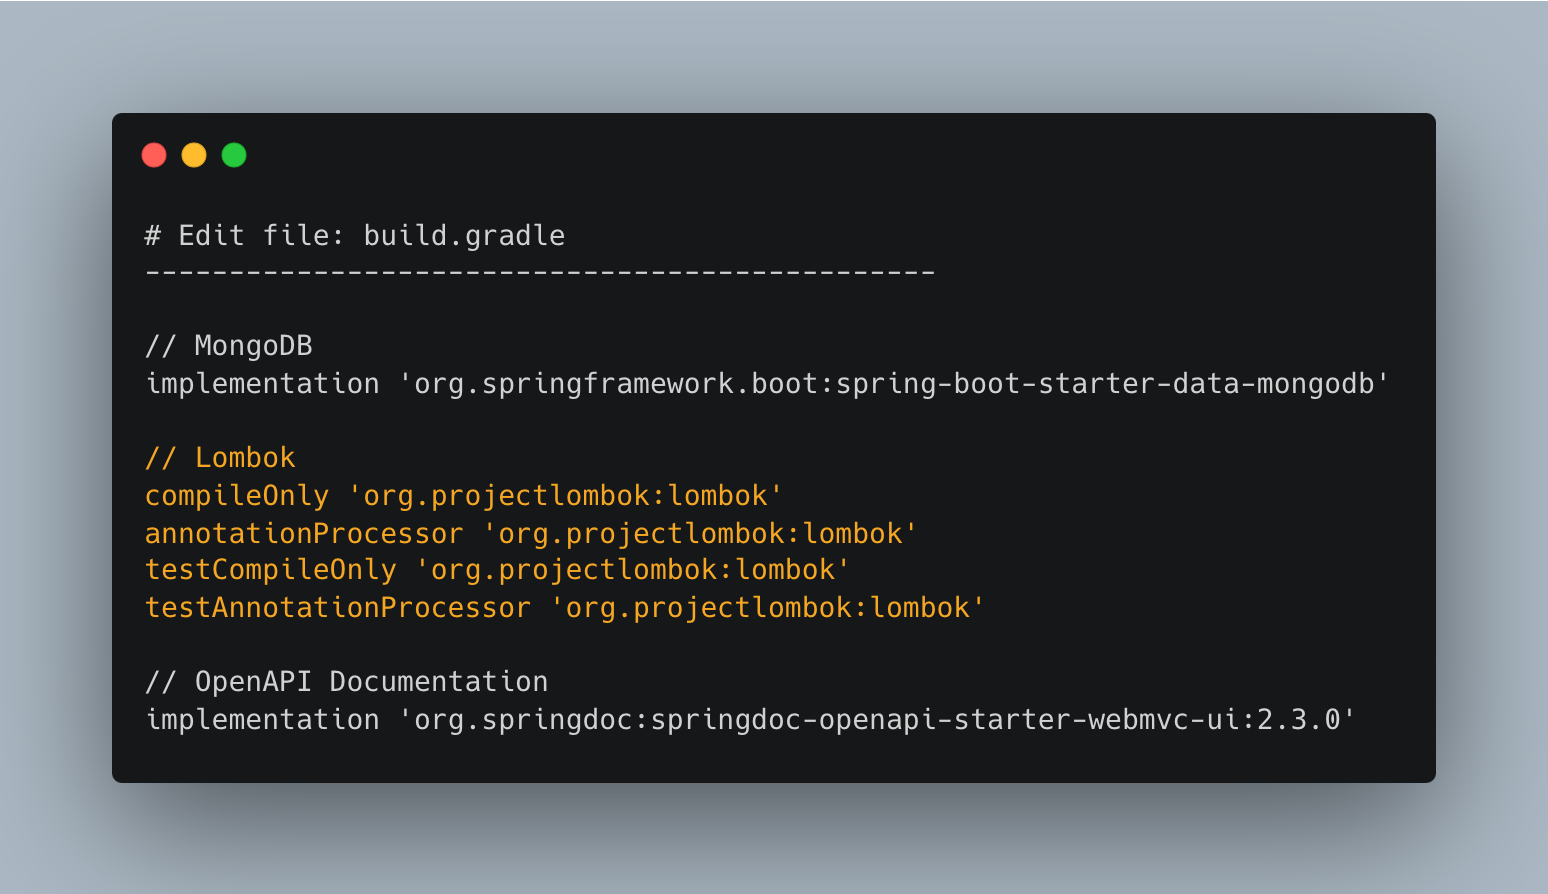 # Edit file: build.gradle
-----------------------------------------------
// MongoDB
implementation 'org.springframework.boot:spring-boot-starter-data-mongodb'
// Lombok
compileOnly 'org.projectlombok:lombok'
annotationProcessor 'org.projectlombok:lombok'
testCompileOnly 'org.projectlombok:lombok'
testAnnotationProcessor 'org.projectlombok:lombok'
// OpenAPI Documentation
implementation 'org.springdoc:springdoc-openapi-starter-webmvc-ui:2.3.0'